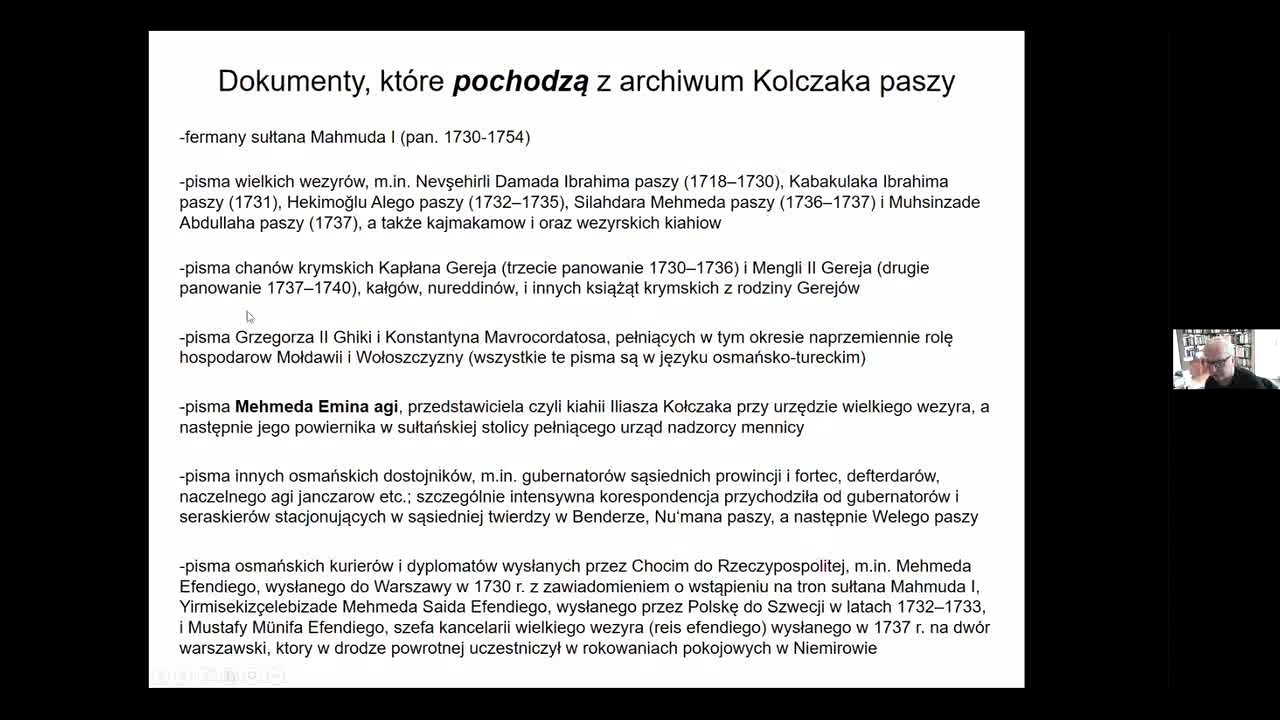 Dokumenty, które pochodzą z archiwum Kolczaka paszy
-fermany sułtana Mahmuda I (pan. 1730-1754)
-pisma wielkich wezyrów, m.in. Nevşehirli Damada Ibrahima paszy (1718–1730), Kabakulaka Ibrahima
paszy (1731), Hekimoğlu Alego paszy (1732–1735), Silahdara Mehmeda paszy (1736–1737) i Muhsinzade
Abdullaha paszy (1737), a także kajmakamow i oraz wezyrskich kiahiow
-pisma chanów krymskich Kapłana Gereja (trzecie panowanie 1730–1736) i Mengli II Gereja (drugie
panowanie 1737–1740), kałgów, nureddinów, i innych książąt krymskich z rodziny Gerejów
-pisma Grzegorza II Ghiki i Konstantyna Mavrocordatosa, pełniących w tym okresie naprzemiennie rolę
hospodarow Mołdawii i Wołoszczyzny (wszystkie te pisma są w języku osmańsko-tureckim)
-pisma Mehmeda Emina agi, przedstawiciela czyli kiahii Iliasza Kołczaka przy urzędzie wielkiego wezyra, a
następnie jego powiernika w sułtańskiej stolicy pełniącego urząd nadzorcy mennicy
-pisma innych osmańskich dostojników, m.in. gubernatorów sąsiednich prowincji i fortec, defterdarów,
naczelnego agi janczarow etc.; szczególnie intensywna korespondencja przychodziła od gubernatorów i
seraskierów stacjonujących w sąsiedniej twierdzy w Benderze, Nu‘mana paszy, a następnie Welego paszy
-pisma osmańskich kurierów i dyplomatów wysłanych przez Chocim do Rzeczypospolitej, m.in. Mehmeda
Efendiego, wysłanego do Warszawy w 1730 r. z zawiadomieniem o wstąpieniu na tron sułtana Mahmuda I,
Yirmisekizçelebizade Mehmeda Saida Efendiego, wysłanego przez Polskę do Szwecji w latach 1732–1733,
i Mustafy Münifa Efendiego, szefa kancelarii wielkiego wezyra (reis efendiego) wysłanego w 1737 r. na dwór
warszawski, ktory w drodze powrotnej uczestniczył w rokowaniach pokojowych w Niemirowie